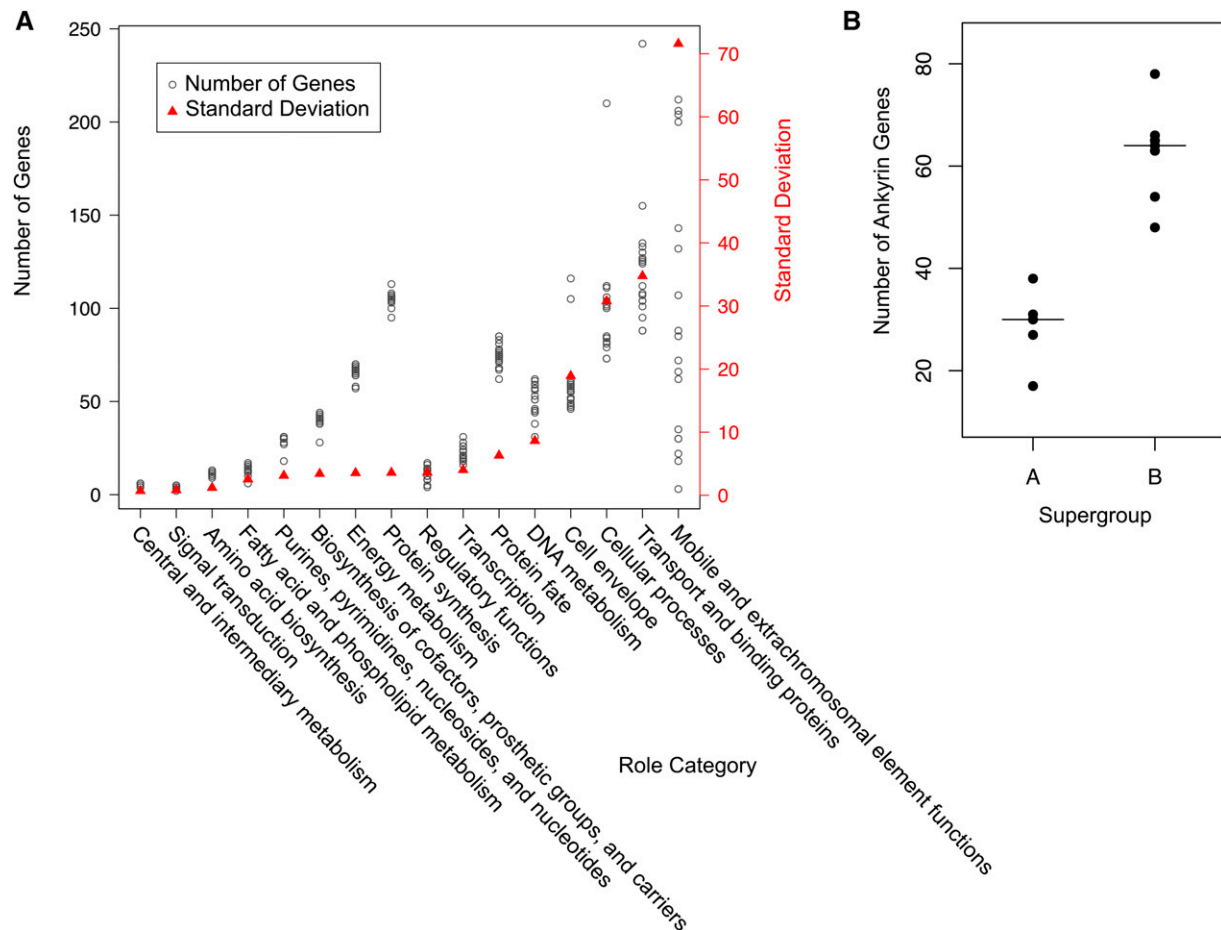 A
Number of Genes
250
200
150
100
50
0
Number of Genes
Standard Deviation
70
60
50
40
30
20
10
0
Standard Deviation
Central and intermediary metabolism
Signal transduction
Amino acid biosynthesis
Fatty acid and phospholipid metabolism
Purines, pyrimidines, nucleosides, and nucleotides
Biosynthesis of cofactors, prosthetic groups, and carriers
Energy metabolism
Protein synthesis
Regulatory functions
Transcription
Protein fate
DNA metabolism
Cell envelope
Cellular processes
Transport and binding proteins
Mobile and extrachromosomal element functions
Role Category
B
Number of Ankyrin Genes
80
60
40
20
A
B
Supergroup